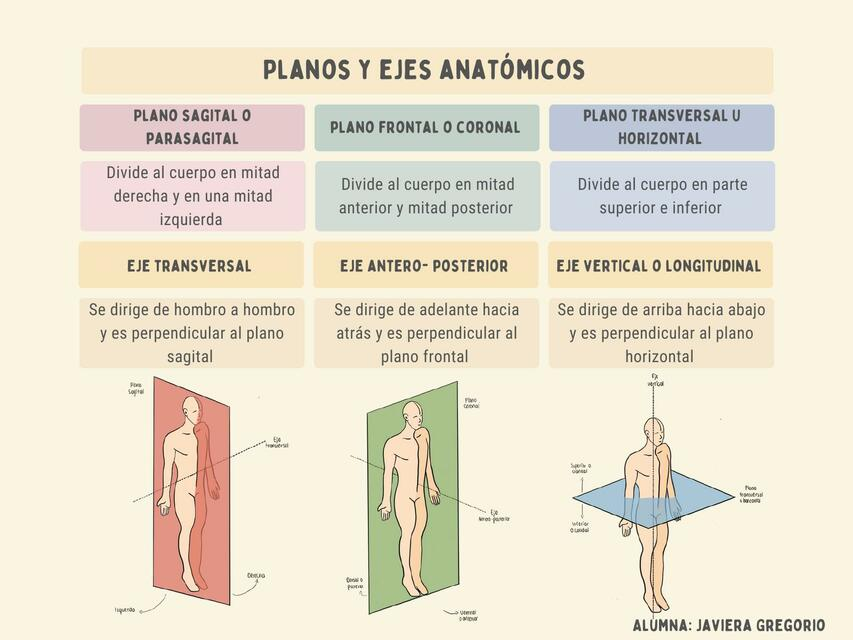 PLANOS Y EJES ANATÓMICOS
PLANO SAGITAL O
PARASAGITAL
PLANO FRONTAL O CORONAL
PLANO TRANSVERSAL U
HORIZONTAL
Divide al cuerpo en mitad
derecha y en una mitad
izquierda
Divide al cuerpo en mitad
anterior y mitad posterior
Divide al cuerpo en parte
superior e inferior
EJE TRANSVERSAL
EJE ANTERO- POSTERIOR
EJE VERTICAL O LONGITUDINAL
Se dirige de hombro a hombro
y es perpendicular al plano
sagital
Se dirige de adelante hacia
atrás y es perpendicular al
plano frontal
Se dirige de arriba hacia abajo
y es perpendicular al plano
horizontal
Plano
Sagital
Eje
transversal
Izquierda
Derecha
Plano
Coronal
Eje
Dorsal o
Eje
vertical
Superior o
craneal
Inferior
o caudal
Plano
transversal
u horizontal
ALUMNA: JAVIERA GREGORIO